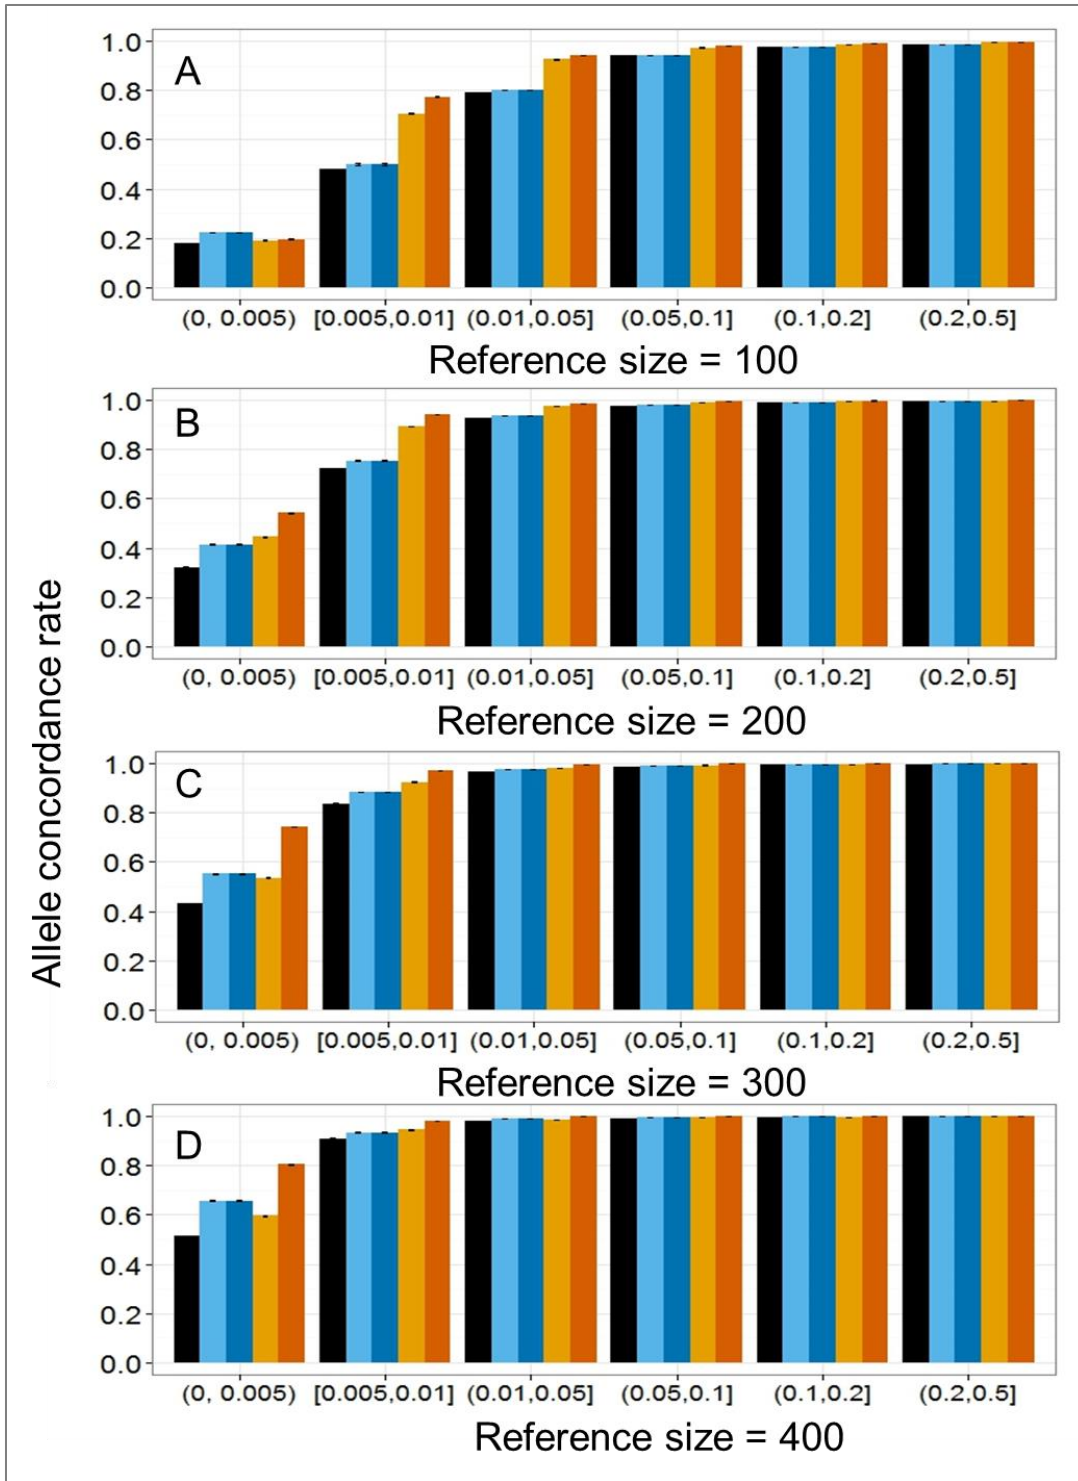 Allele concordance rate
A
1.0
0.8
0.6
0.4
0.2
0.0
(0, 0.005) [0.005,0.01] (0.01,0.05] (0.05,0.1] (0.1,0.2] (0.2,0.5]
Reference size = 100
B
1.0
0.8
0.6
0.4
0.2
0.0
(0, 0.005) [0.005,0.01] (0.01,0.05] (0.05,0.1] (0.1,0.2] (0.2,0.5]
Reference size = 200
C
1.0
0.8
0.6
0.4
0.2
0.0
(0, 0.005) [0.005,0.01] (0.01,0.05] (0.05,0.1] (0.1,0.2] (0.2,0.5]
Reference size = 300
D
1.0
0.8
0.6
0.4
0.2
0.0
(0, 0.005) [0.005,0.01] (0.01,0.05] (0.05,0.1] (0.1,0.2] (0.2,0.5]
Reference size = 400